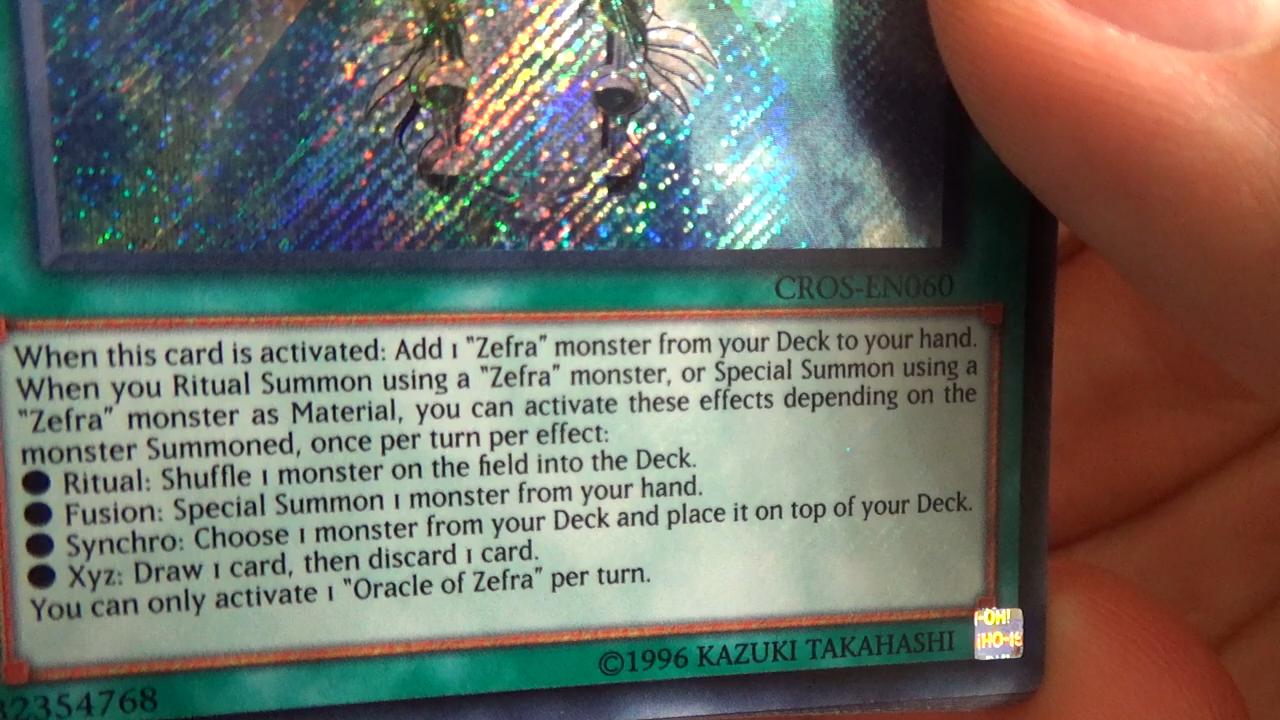 CROS-EN060
When this card is activated: Add 1 "Zefra" monster from your Deck to your hand.
When you Ritual Summon using a "Zefra" monster, or Special Summon using a
"Zefra" monster as Material, you can activate these effects depending on the
monster Summoned, once per turn per effect:
● Ritual: Shuffle 1 monster on the field into the Deck.
● Fusion: Special Summon 1 monster from your hand.
● Synchro: Choose 1 monster from your Deck and place it on top of your Deck.
● Xyz: Draw 1 card, then discard 1 card.
You can only activate 1 "Oracle of Zefra" per turn.
©1996 KAZUKI TAKAHASHI
32354768
-OH!